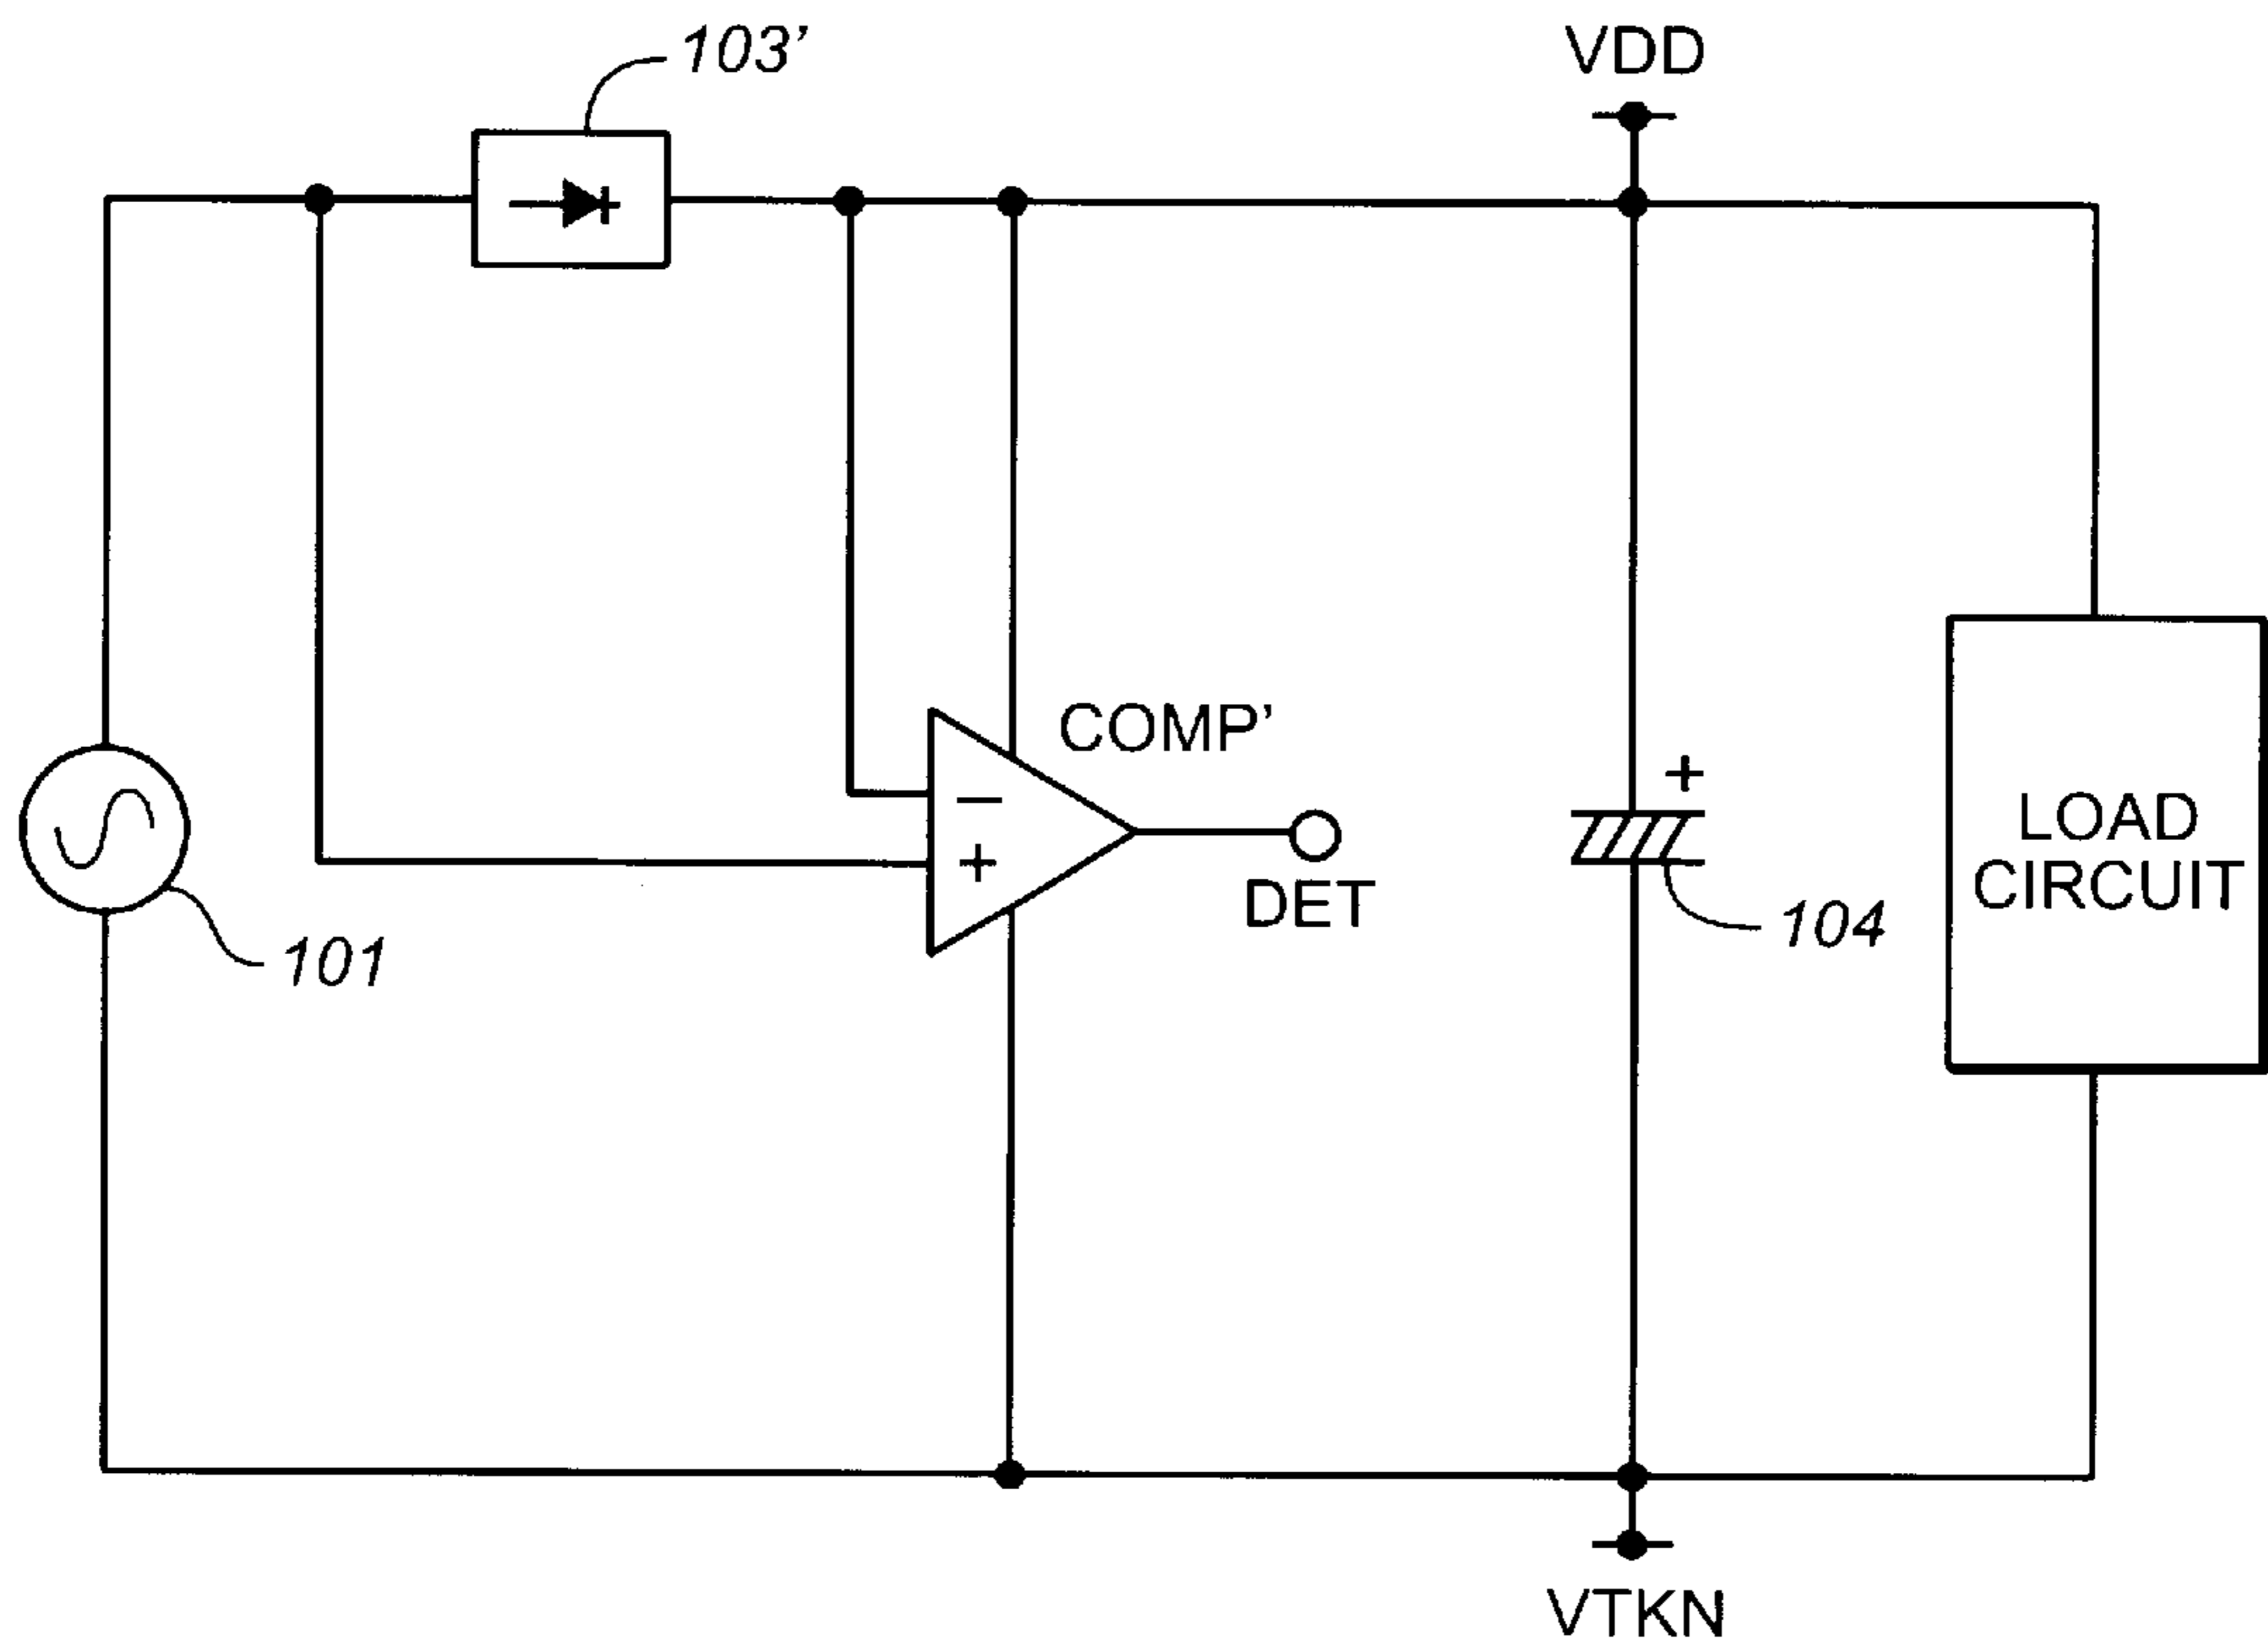 103’
VDD
COMP’
−
+
+
DET
LOAD
CIRCUIT
104
101
VTKN